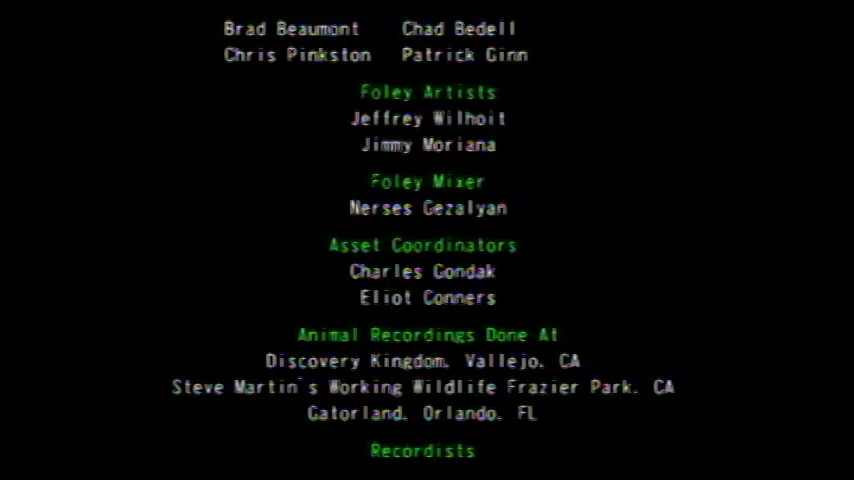 Brad Beaumont Chad Bedell
Chris Pinkston Patrick Ginn
Foley Artists
Jeffrey Wilhoit
Jimmy Moriana
Foley Mixer
Nerses Gezalyan
Asset Coordinators
Charles Gondak
Eliot Conners
Animal Recordings Done At
Discovery Kingdom, Vallejo, CA
Steve Martin's Working Wildlife Frazier Park, CA
Gatorland, Orlando, FL
Recordists